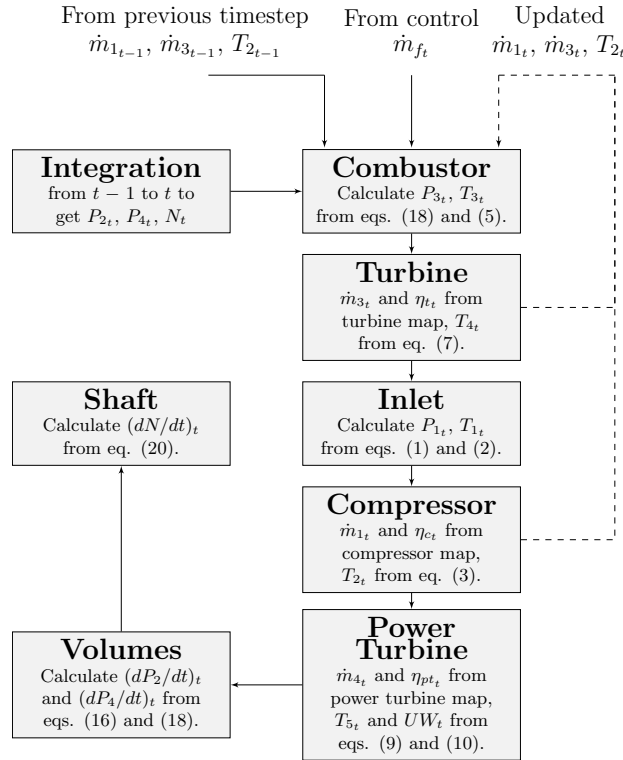 From previous timestep
ṁ₁ₜ₋₁, ṁ₃ₜ₋₁, T₂ₜ₋₁
From control
ṁfₜ
Updated
ṁ₁ₜ, ṁ₃ₜ, T₂ₜ
Integration
from t − 1 to t to
get P₂ₜ, P₄ₜ, Nₜ
Combustor
Calculate P₃ₜ, T₃ₜ
from eqs. (18) and (5).
Turbine
ṁ₃ₜ and ηₜₜ from
turbine map, T₄ₜ
from eq. (7).
Shaft
Calculate (dN/dt)ₜ
from eq. (20).
Inlet
Calculate P₁ₜ, T₁ₜ
from eqs. (1) and (2).
Compressor
ṁ₁ₜ and ηcₜ from
compressor map,
T₂ₜ from eq. (3).
Volumes
Calculate (dP₂/dt)ₜ
and (dP₄/dt)ₜ from
eqs. (16) and (18).
Power
Turbine
ṁ₄ₜ and ηptₜ from
power turbine map,
T₅ₜ and UWₜ from
eqs. (9) and (10).